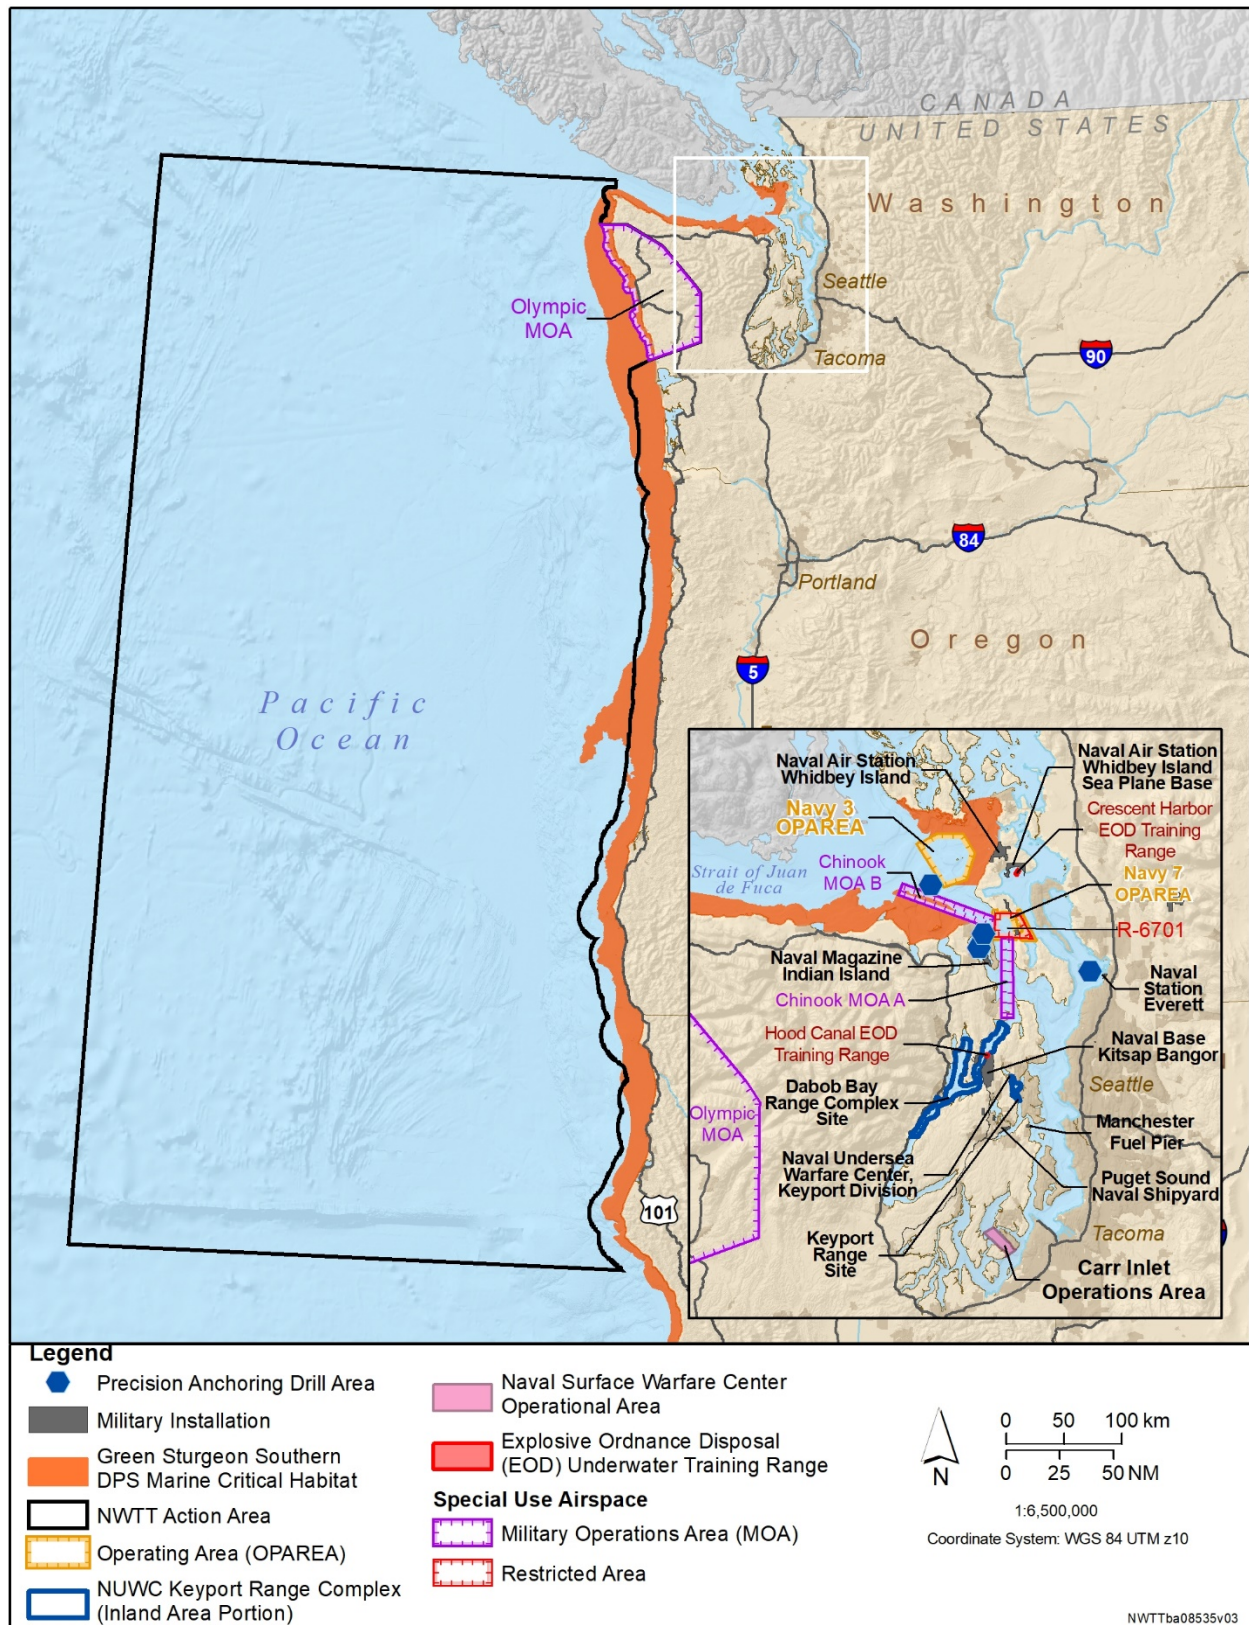 CANADA
UNITED STATES
Washington
Seattle
Olympic
MOA
Tacoma
90
84
Portland
Oregon
5
Pacific
Ocean
101
Naval Air Station
Whidbey Island
Naval Air Station
Whidbey Island
Sea Plane Base
Navy 3
OPAREA
Crescent Harbor
EOD Training
Range
Chinook
MOA B
Strait of Juan
de Fuca
Navy 7
OPAREA
R-6701
Naval Magazine
Indian Island
Naval
Station
Everett
Chinook MOA A
Hood Canal EOD
Training Range
Naval Base
Kitsap Bangor
Dabob Bay
Range Complex
Site
Seattle
Olympic
MOA
Manchester
Fuel Pier
Naval Undersea
Warfare Center,
Keyport Division
Puget Sound
Naval Shipyard
Keyport
Range
Site
Tacoma
Carr Inlet
Operations Area
Legend
Precision Anchoring Drill Area
Military Installation
Green Sturgeon Southern
DPS Marine Critical Habitat
NWTT Action Area
Operating Area (OPAREA)
NUWC Keyport Range Complex
(Inland Area Portion)
Naval Surface Warfare Center
Operational Area
Explosive Ordnance Disposal
(EOD) Underwater Training Range
Special Use Airspace
Military Operations Area (MOA)
Restricted Area
N
0 50 100 km
0 25 50 NM
1:6,500,000
Coordinate System: WGS 84 UTM z10
NWTTba08535v03